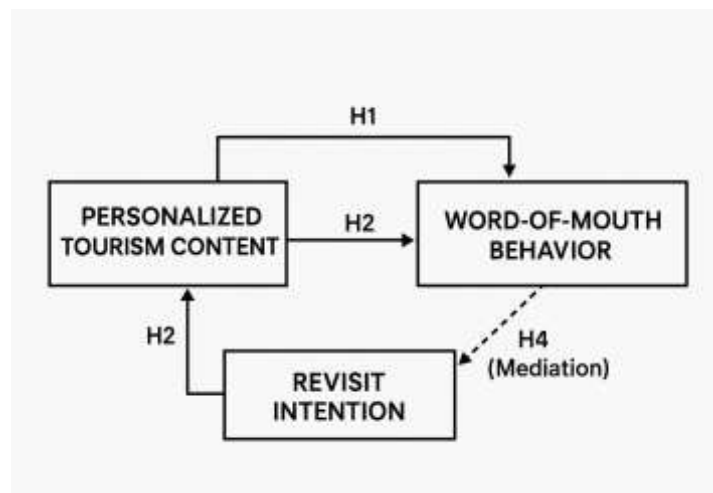 H1
PERSONALIZED
TOURISM CONTENT
H2
WORD-OF-MOUTH
BEHAVIOR
H2
H4
(Mediation)
REVISIT
INTENTION